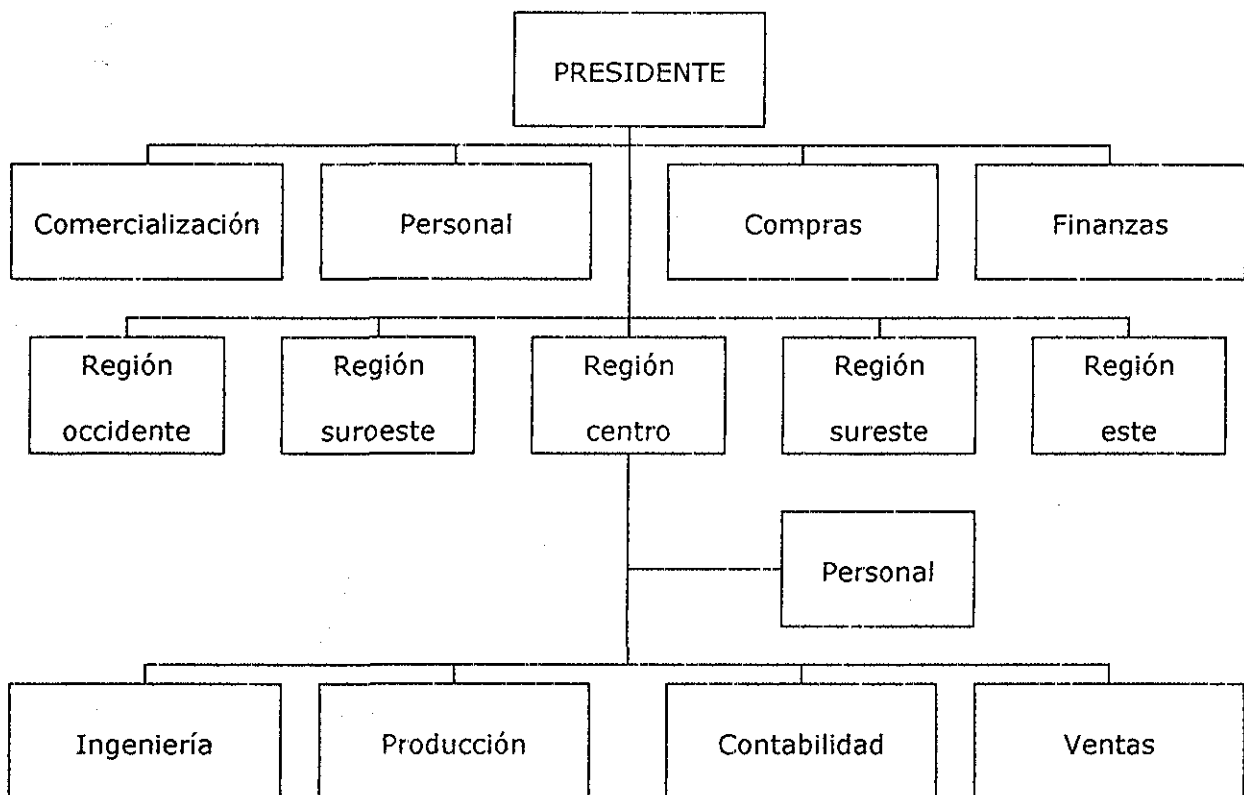 PRESIDENTE
Comercialización
Personal
Compras
Finanzas
Región
occidente
Región
suroeste
Región
centro
Región
sureste
Región
este
Personal
Ingeniería
Producción
Contabilidad
Ventas